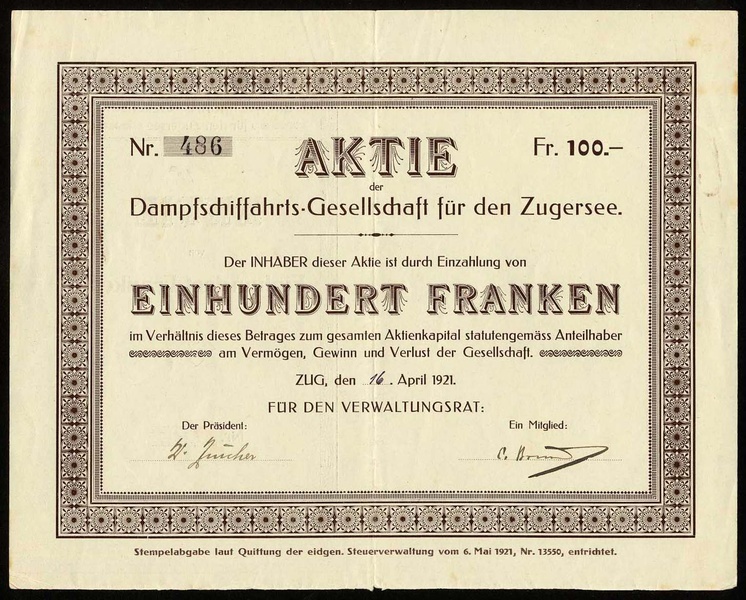 Nr. 486
AKTIE
Fr. 100.—
der
Dampfschiffahrts-Gesellschaft für den Zugersee.
Der INHABER dieser Aktie ist durch Einzahlung von
EINHUNDERT FRANKEN
im Verhältnis dieses Betrages zum gesamten Aktienkapital statutengemäss Anteilhaber
am Vermögen, Gewinn und Verlust der Gesellschaft.
ZUG, den 16. April 1921.
FÜR DEN VERWALTUNGSRAT:
Der Präsident:
Ein Mitglied:
Zürcher
C.
Stempelabgabe laut Quittung der eidgen. Steuerverwaltung vom 6. Mai 1921, Nr. 13550, entrichtet.